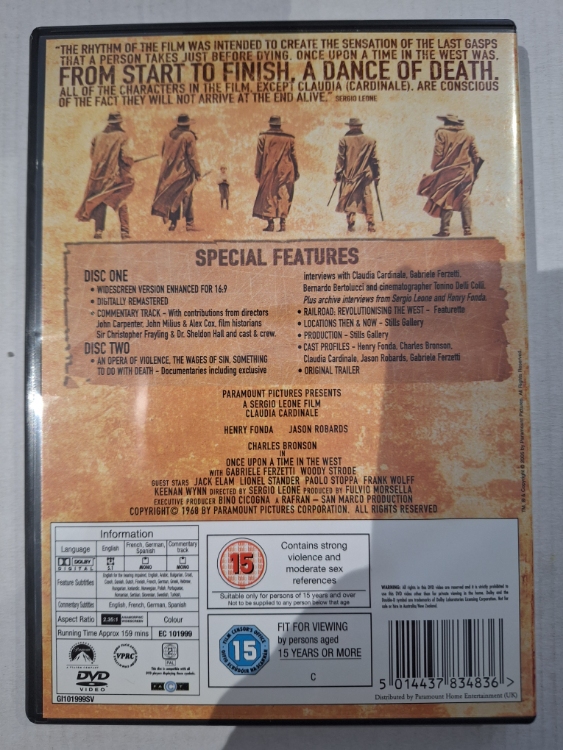 "THE RHYTHM OF THE FILM WAS INTENDED TO CREATE THE SENSATION OF THE LAST GASPS
THAT A PERSON TAKES JUST BEFORE DYING. ONCE UPON A TIME IN THE WEST WAS,
FROM START TO FINISH, A DANCE OF DEATH.
ALL OF THE CHARACTERS IN THE FILM, EXCEPT CLAUDIA (CARDINALE), ARE CONSCIOUS
OF THE FACT THEY WILL NOT ARRIVE AT THE END ALIVE." SERGIO LEONE
SPECIAL FEATURES
DISC ONE
• WIDESCREEN VERSION ENHANCED FOR 16:9
• DIGITALLY REMASTERED
• COMMENTARY TRACK – With contributions from directors
John Carpenter, John Milius & Alex Cox, film historians
Sir Christopher Frayling & Dr. Sheldon Hall and cast & crew.
DISC TWO
• AN OPERA OF VIOLENCE, THE WAGES OF SIN, SOMETHING
TO DO WITH DEATH – Documentaries including exclusive
interviews with Claudia Cardinale, Gabriele Ferzetti,
Bernardo Bertolucci and cinematographer Tonino Delli Colli.
Plus archive interviews from Sergio Leone and Henry Fonda.
• RAILROAD: REVOLUTIONISING THE WEST – Featurette
• LOCATIONS THEN & NOW – Stills Gallery
• PRODUCTION – Stills Gallery
• CAST PROFILES – Henry Fonda, Charles Bronson,
Claudia Cardinale, Jason Robards, Gabriele Ferzetti
• ORIGINAL TRAILER
PARAMOUNT PICTURES PRESENTS
A SERGIO LEONE FILM
CLAUDIA CARDINALE
HENRY FONDA JASON ROBARDS
CHARLES BRONSON
IN
ONCE UPON A TIME IN THE WEST
WITH GABRIELE FERZETTI WOODY STRODE
GUEST STARS JACK ELAM LIONEL STANDER PAOLO STOPPA FRANK WOLFF
KEENAN WYNN DIRECTED BY SERGIO LEONE PRODUCED BY FULVIO MORSELLA
EXECUTIVE PRODUCER BINO CICOGNA A RAFRAN – SAN MARCO PRODUCTION
COPYRIGHT © 1968 BY PARAMOUNT PICTURES CORPORATION. ALL RIGHTS RESERVED
Information
Language English French, German, Spanish Commentary track
DOLBY DIGITAL 5.1 MONO MONO
Feature Subtitles
Commentary Subtitles English, French, German, Spanish
Aspect Ratio 2.35:1 Colour
Running Time Approx 159 mins EC 101999
VPRC
2
PAL
DVD
VIDEO
FACT
GI101999SV
15
Contains strong
violence and
moderate sex
references
Suitable only for persons of 15 years and over
Not to be supplied to any person below that age
15
FIT FOR VIEWING
by persons aged
15 YEARS OR MORE
C
5 014437 834836 >
Distributed by Paramount Home Entertainment (UK)